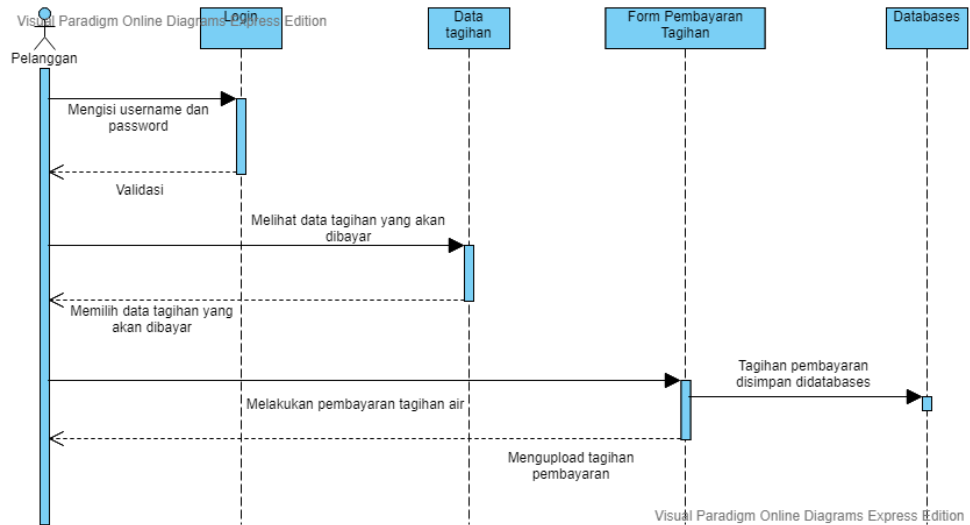 Visual Paradigm Online Diagrams Express Edition
Login
Data
tagihan
Form Pembayaran
Tagihan
Databases
Pelanggan
Mengisi username dan
password
Validasi
Melihat data tagihan yang akan
dibayar
Memilih data tagihan yang
akan dibayar
Tagihan pembayaran
disimpan didatabases
Melakukan pembayaran tagihan air
Mengupload tagihan
pembayaran
Visual Paradigm Online Diagrams Express Edition